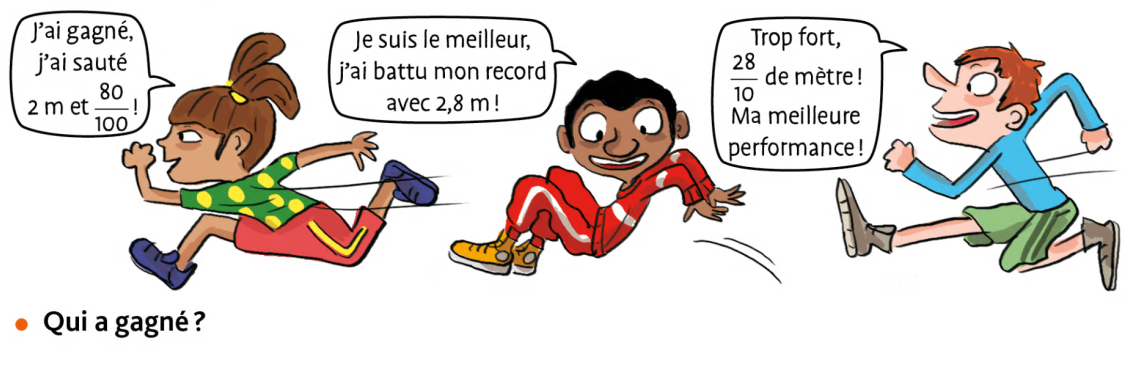 J'ai gagné,
j'ai sauté
2 m et 80/100 !
Je suis le meilleur,
j'ai battu mon record
avec 2,8 m !
Trop fort,
28/10 de mètre !
Ma meilleure
performance !
• Qui a gagné ?